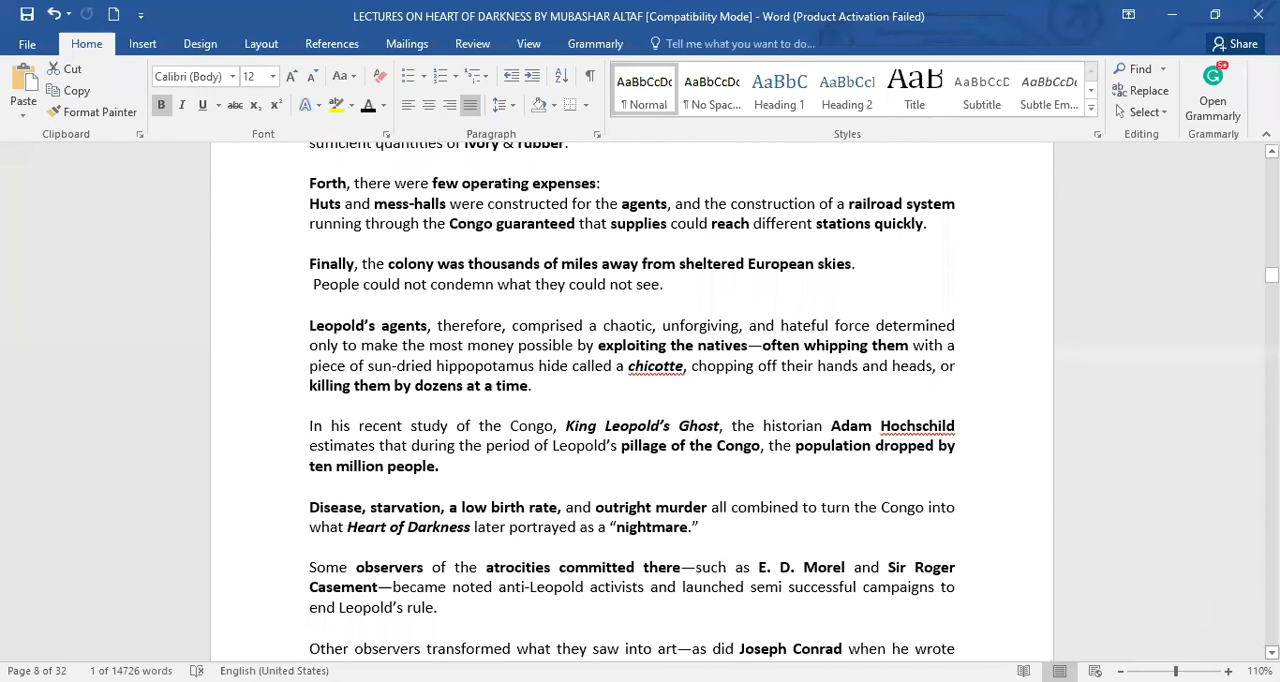 LECTURES ON HEART OF DARKNESS BY MUBASHAR ALTAF [Compatibility Mode] - Word (Product Activation Failed)
File Home Insert Design Layout References Mailings Review View Grammarly Tell me what you want to do... Share
Paste Cut Copy Format Painter
Clipboard
Calibri (Body) 12 Aa
B I U abc x₂ x² A A
Font
Paragraph
AaBbCcDc AaBbCcDc AaBbC AaBbCcl AaB AaBbCcDc AaBbCcDc
¶ Normal ¶ No Spac... Heading 1 Heading 2 Title Subtitle Subtle Em...
Styles
Find Replace Select
Editing
5+
Open Grammarly
Grammarly
sufficient quantities of ivory & rubber.
Forth, there were few operating expenses:
Huts and mess-halls were constructed for the agents, and the construction of a railroad system
running through the Congo guaranteed that supplies could reach different stations quickly.
Finally, the colony was thousands of miles away from sheltered European skies.
People could not condemn what they could not see.
Leopold’s agents, therefore, comprised a chaotic, unforgiving, and hateful force determined
only to make the most money possible by exploiting the natives—often whipping them with a
piece of sun-dried hippopotamus hide called a chicotte, chopping off their hands and heads, or
killing them by dozens at a time.
In his recent study of the Congo, King Leopold’s Ghost, the historian Adam Hochschild
estimates that during the period of Leopold’s pillage of the Congo, the population dropped by
ten million people.
Disease, starvation, a low birth rate, and outright murder all combined to turn the Congo into
what Heart of Darkness later portrayed as a “nightmare.”
Some observers of the atrocities committed there—such as E. D. Morel and Sir Roger
Casement—became noted anti-Leopold activists and launched semi successful campaigns to
end Leopold’s rule.
Other observers transformed what they saw into art—as did Joseph Conrad when he wrote
Page 8 of 32 1 of 14726 words English (United States) 110%